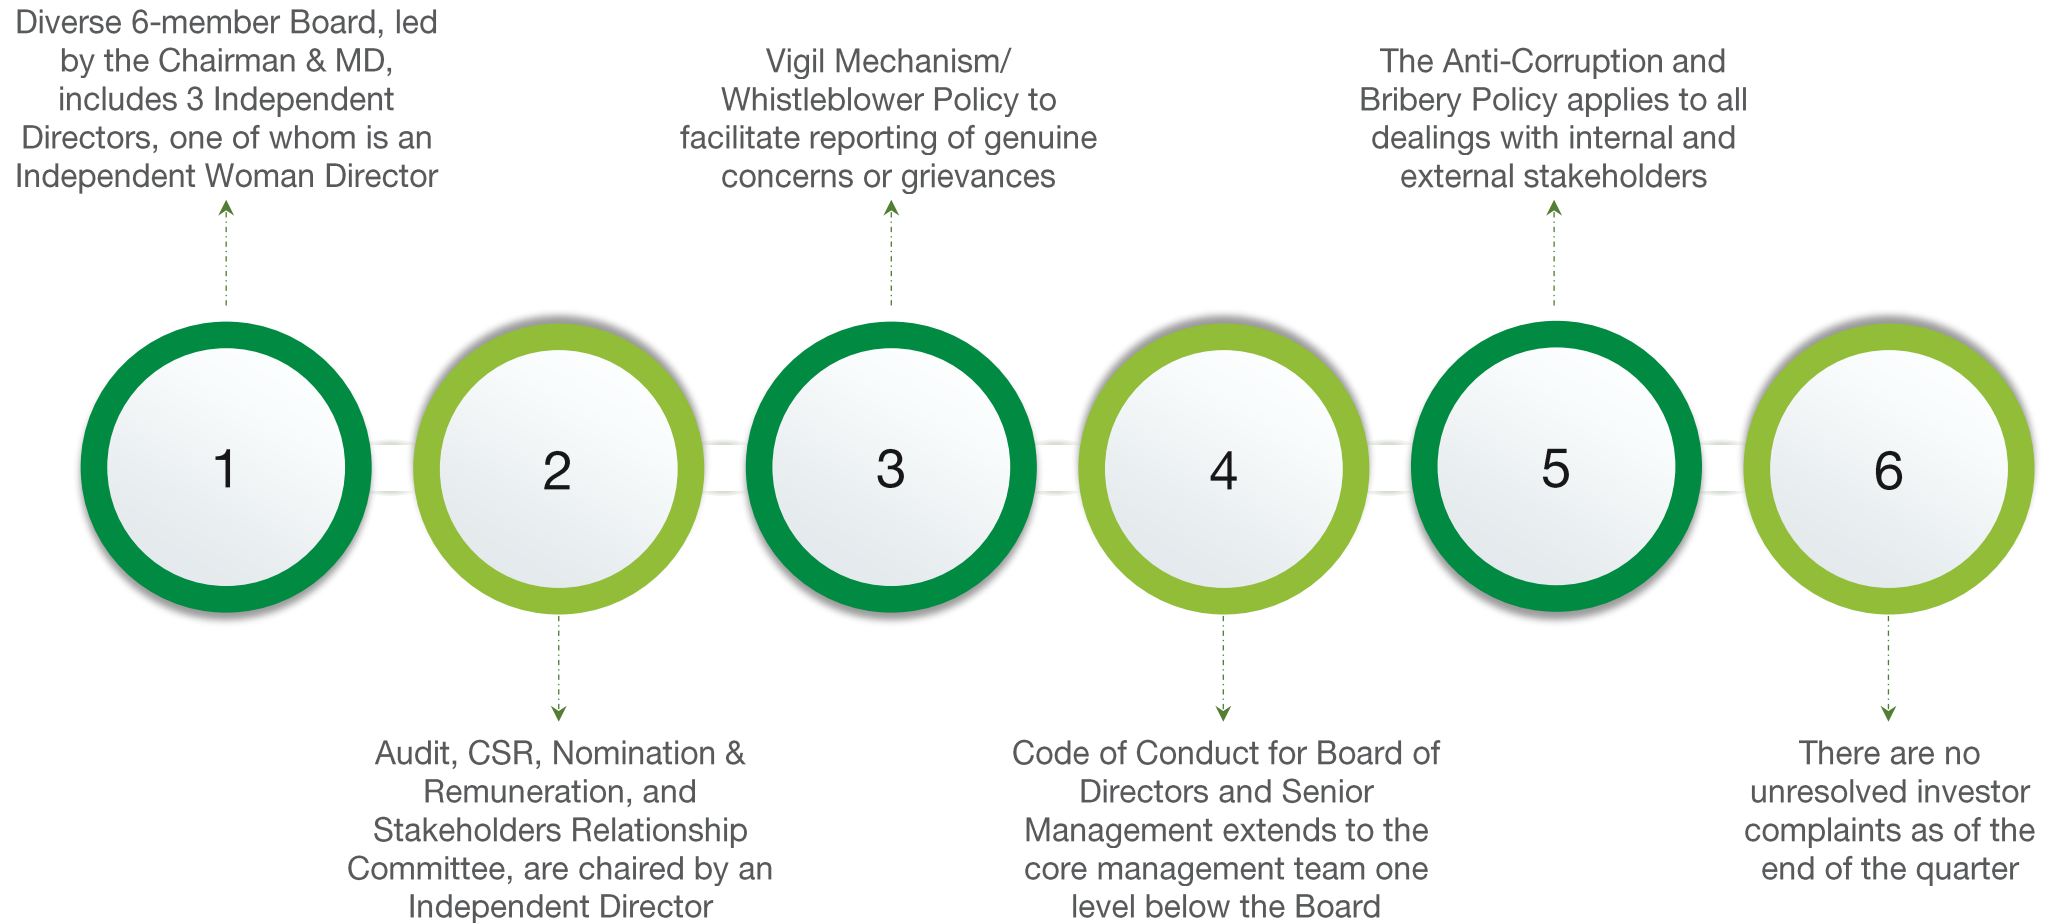 Diverse 6-member Board, led
by the Chairman & MD,
includes 3 Independent
Directors, one of whom is an
Independent Woman Director
Vigil Mechanism/
Whistleblower Policy to
facilitate reporting of genuine
concerns or grievances
The Anti-Corruption and
Bribery Policy applies to all
dealings with internal and
external stakeholders
1
2
3
4
5
6
Audit, CSR, Nomination &
Remuneration, and
Stakeholders Relationship
Committee, are chaired by an
Independent Director
Code of Conduct for Board of
Directors and Senior
Management extends to the
core management team one
level below the Board
There are no
unresolved investor
complaints as of the
end of the quarter